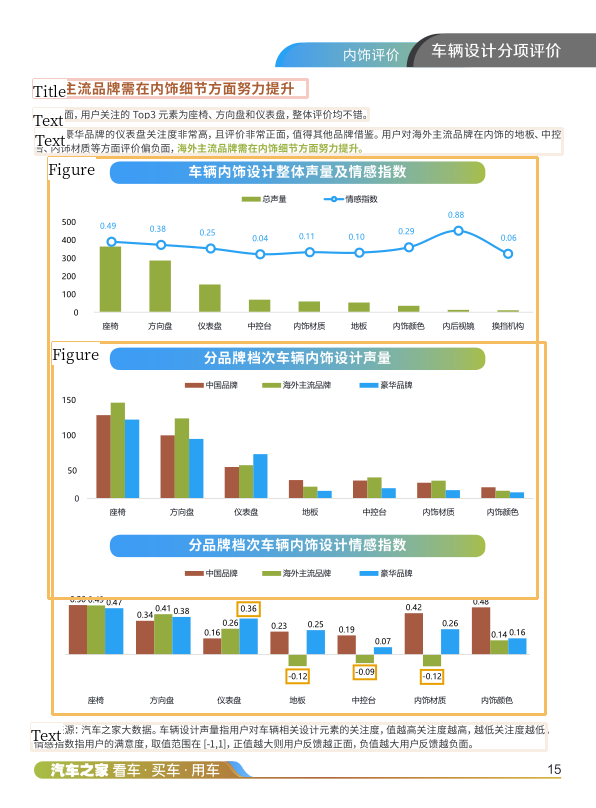 内饰评价
车辆设计分项评价
Title
主流品牌需在内饰细节方面努力提升
Text
面，用户关注的 Top3 元素为座椅、方向盘和仪表盘，整体评价均不错。
Text
豪华品牌的仪表盘关注度非常高，且评价非常正面，值得其他品牌借鉴。用户对海外主流品牌在内饰的地板、中控
台、内饰材质等方面评价偏负面，海外主流品牌需在内饰细节方面努力提升。
Figure
车辆内饰设计整体声量及情感指数
总声量 情感指数
500
400
300
200
100
0
0.49 0.38 0.25 0.04 0.11 0.10 0.29 0.88 0.06
座椅 方向盘 仪表盘 中控台 内饰材质 地板 内饰颜色 内后视镜 换挡机构
Figure
分品牌档次车辆内饰设计声量
中国品牌 海外主流品牌 豪华品牌
150
100
50
0
座椅 方向盘 仪表盘 地板 中控台 内饰材质 内饰颜色
分品牌档次车辆内饰设计情感指数
中国品牌 海外主流品牌 豪华品牌
0.47 0.34 0.41 0.38 0.16 0.26 0.36 0.23 -0.12 0.25 0.19 -0.09 0.07 0.42 -0.12 0.26 0.48 0.14 0.16
座椅 方向盘 仪表盘 地板 中控台 内饰材质 内饰颜色
Text
源：汽车之家大数据。车辆设计声量指用户对车辆相关设计元素的关注度，值越高关注度越高，越低关注度越低。
情感指数指用户的满意度，取值范围在 [-1,1]，正值越大则用户反馈越正面，负值越大用户反馈越负面。
汽车之家 看车·买车·用车
15